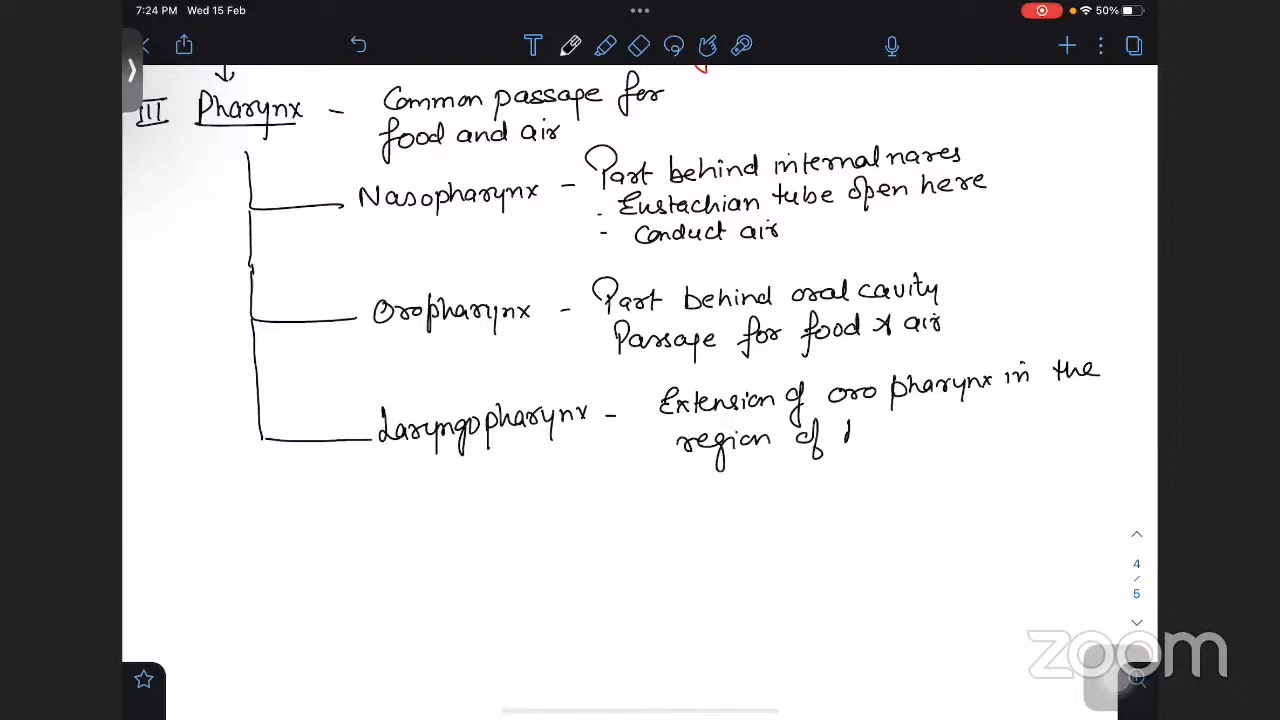 7:24 PM Wed 15 Feb
50%
III Pharynx - Common passage for
food and air
Nasopharynx - Part behind internal nares
- Eustachian tube open here
- Conduct air
Oropharynx - Part behind oral cavity
Passage for food & air
Laryngopharynx - Extension of oro pharynx in the
region of l
4
/
5
zoom